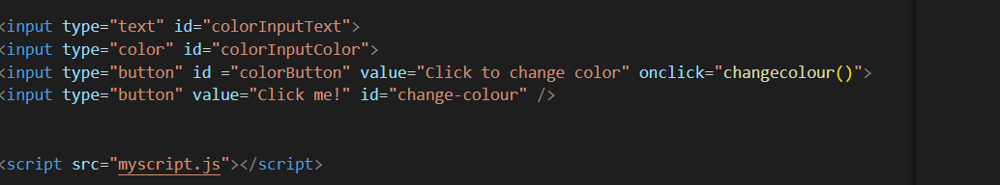 <input type="text" id="colorInputText">
<input type="color" id="colorInputColor">
<input type="button" id ="colorButton" value="Click to change color" onclick="changecolour()">
<input type="button" value="Click me!" id="change-colour" />
<script src="myscript.js"></script>